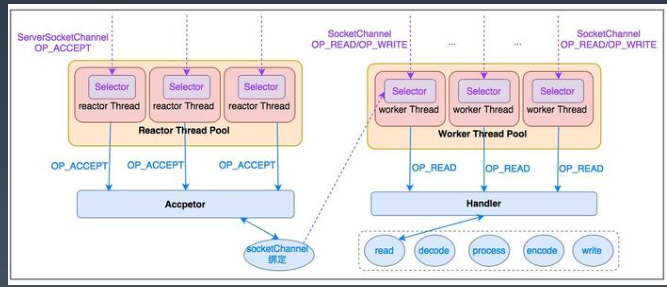 ServerSocketChannel
OP_ACCEPT
SocketChannel
OP_READ/OP_WRITE
...
...
SocketChannel
OP_READ/OP_WRITE
Selector
reactor Thread
Selector
reactor Thread
Selector
reactor Thread
Reactor Thread Pool
Selector
worker Thread
Selector
worker Thread
Selector
worker Thread
Worker Thread Pool
OP_ACCEPT
OP_ACCEPT
OP_ACCEPT
OP_READ
OP_READ
OP_READ
Accpetor
Handler
socketChannel
绑定
read
decode
process
encode
write